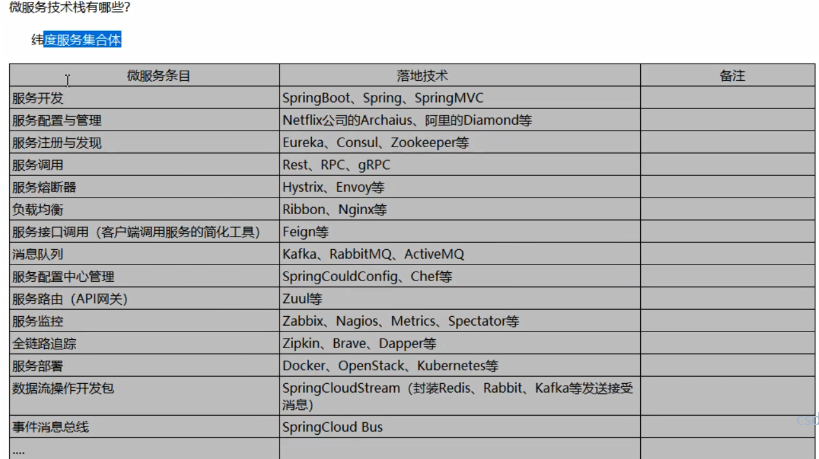 微服务技术栈有哪些?
纬度服务集合体
微服务条目 落地技术 备注
服务开发 SpringBoot、Spring、SpringMVC
服务配置与管理 Netflix公司的Archaius、阿里的Diamond等
服务注册与发现 Eureka、Consul、Zookeeper等
服务调用 Rest、RPC、gRPC
服务熔断器 Hystrix、Envoy等
负载均衡 Ribbon、Nginx等
服务接口调用（客户端调用服务的简化工具） Feign等
消息队列 Kafka、RabbitMQ、ActiveMQ
服务配置中心管理 SpringCouldConfig、Chef等
服务路由（API网关） Zuul等
服务监控 Zabbix、Nagios、Metrics、Spectator等
全链路追踪 Zipkin、Brave、Dapper等
服务部署 Docker、OpenStack、Kubernetes等
数据流操作开发包 SpringCloudStream（封装Redis、Rabbit、Kafka等发送接受
消息）
事件消息总线 SpringCloud Bus
....